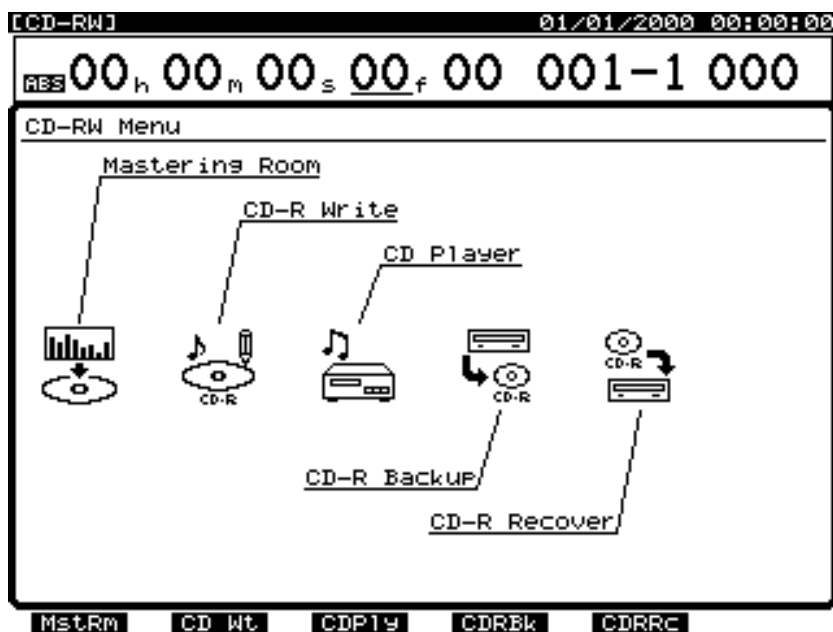 [CD-RW] 01/01/2000 00:00:00
ABS 00h 00m 00s 00f 00 001-1 000
CD-RW Menu
Mastering Room
CD-R Write
CD Player
CD-R
CD-R
CD-R
CD-R Backup
CD-R Recover
MstRm CD Wt CDPly CDRBk CDRRc